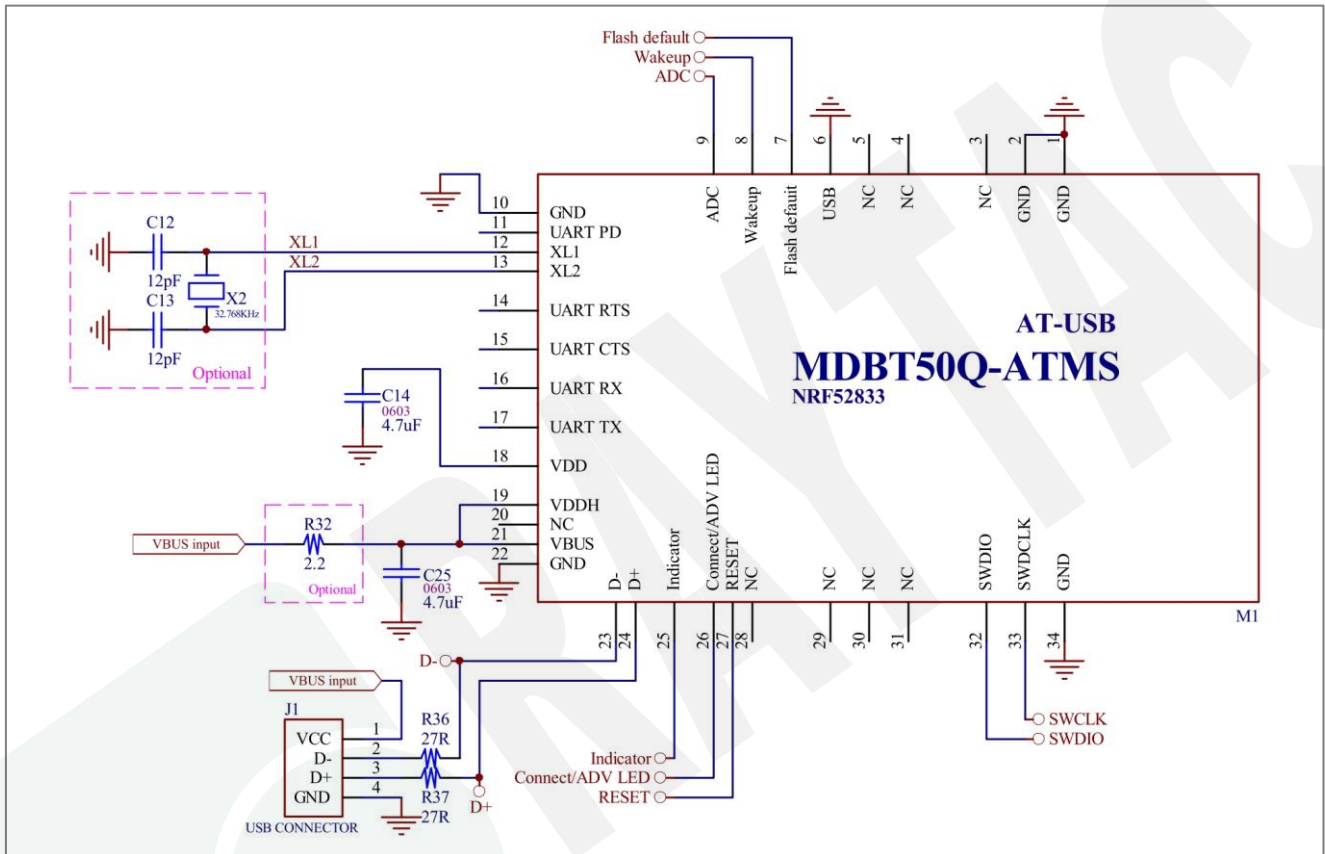 Flash default
Wakeup
ADC
9
8
7
6
5
4
3
2
1
ADC
Wakeup
Flash defauit
USB
NC
NC
NC
GND
GND
10 GND
11 UART PD
12 XL1
13 XL2
14 UART RTS
15 UART CTS
16 UART RX
17 UART TX
18 VDD
19 VDDH
20 NC
21 VBUS
22 GND
C12
12pF
C13
12pF
X2
32.768KHz
XL1
XL2
Optional
C14
0603
4.7uF
AT-USB
MDBT50Q-ATMS
NRF52833
VBUS input
R32
2.2
Optional
C25
0603
4.7uF
D-
D+
Indicator
Connect/ADV LED
RESET
NC
NC
NC
NC
SWDIO
SWDCLK
GND
M1
23
24
25
26
27
28
29
30
31
32
33
34
D-
VBUS input
J1
VCC 1
D- 2
D+ 3
GND 4
USB CONNECTOR
R36
27R
R37
27R
D+
Indicator
Connect/ADV LED
RESET
SWCLK
SWDIO
RAYTAC